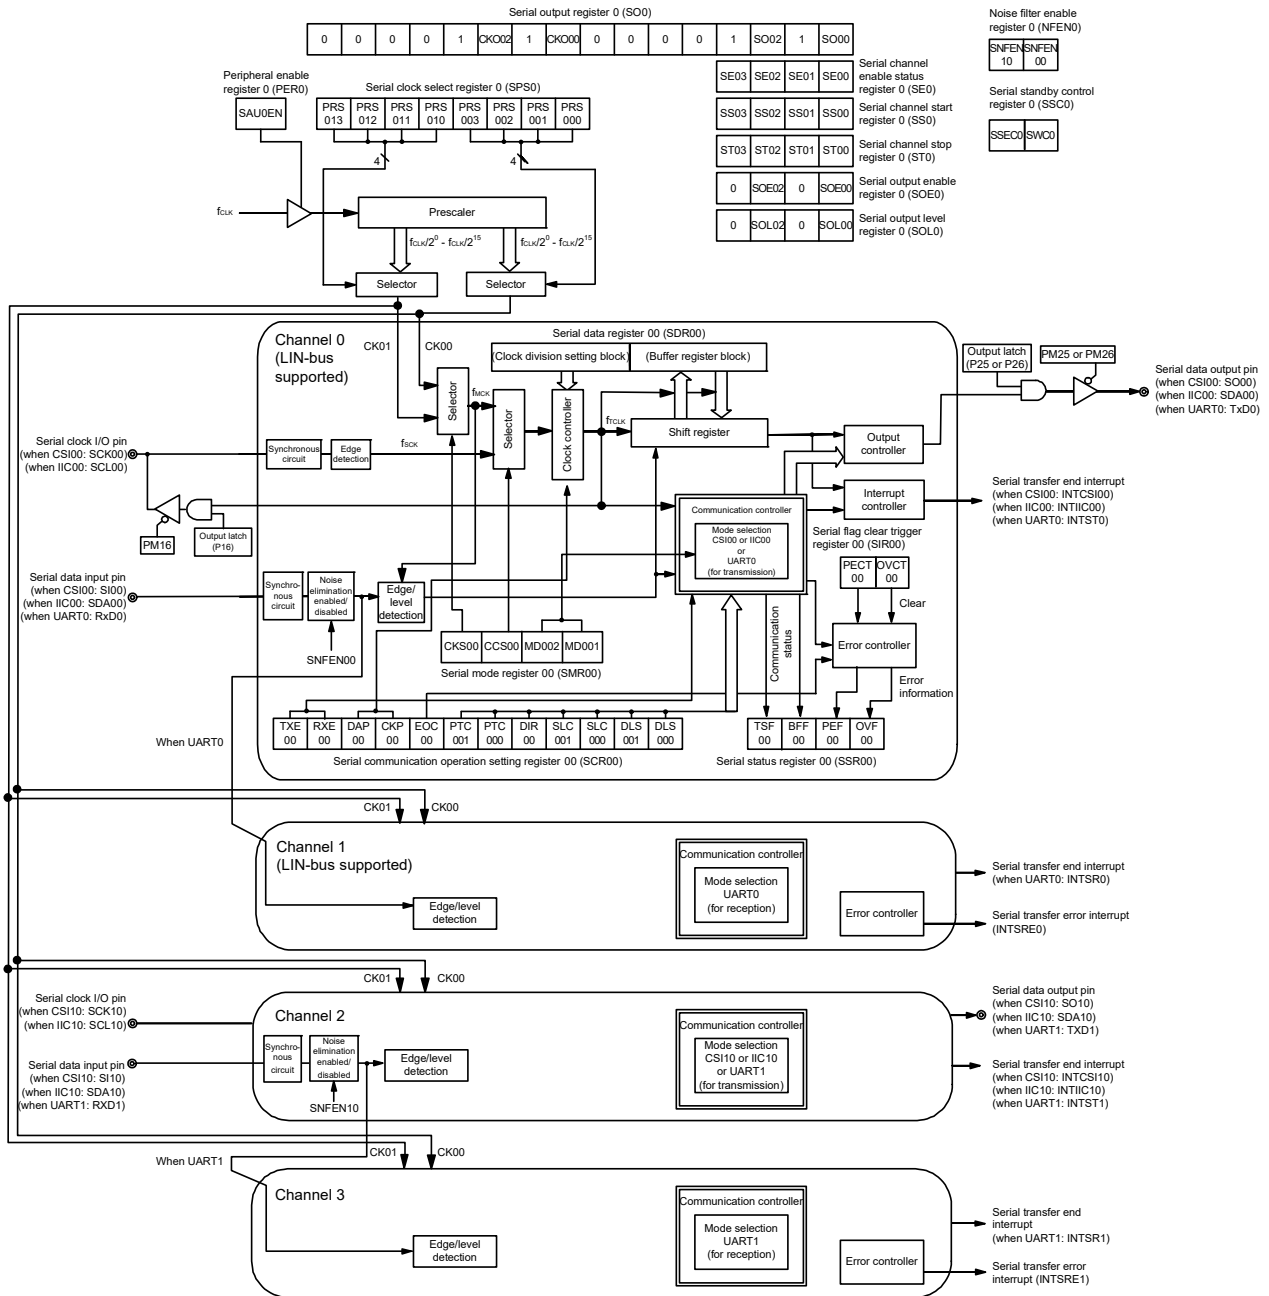 Serial output register 0 (SO0)
0 0 0 0 1 CKO02 1 CKO00 0 0 0 0 1 SO02 1 SO00
Noise filter enable
register 0 (NFEN0)
SNFEN
10
SNFEN
00
Peripheral enable
register 0 (PER0)
SAU0EN
Serial clock select register 0 (SPS0)
PRS
013
PRS
012
PRS
011
PRS
010
PRS
003
PRS
002
PRS
001
PRS
000
SE03 SE02 SE01 SE00
Serial channel
enable status
register 0 (SE0)
Serial standby control
register 0 (SSC0)
SSEC0 SWC0
SS03 SS02 SS01 SS00
Serial channel start
register 0 (SS0)
ST03 ST02 ST01 ST00
Serial channel stop
register 0 (ST0)
4
4
0 SOE02 0 SOE00
Serial output enable
register 0 (SOE0)
0 SOL02 0 SOL00
Serial output level
register 0 (SOL0)
fCLK
Prescaler
fCLK/2^0 - fCLK/2^15
fCLK/2^0 - fCLK/2^15
Selector
Selector
Channel 0
(LIN-bus
supported)
CK01
CK00
Serial data register 00 (SDR00)
(Clock division setting block)
(Buffer register block)
Output latch
(P25 or P26)
PM25 or PM26
Serial data output pin
(when CSI00: SO00)
(when IIC00: SDA00)
(when UART0: TxD0)
Selector
fMCK
Selector
Clock controller
fTCLK
Shift register
Output
controller
Serial clock I/O pin
(when CSI00: SCK00)
(when IIC00: SCL00)
Synchronous
circuit
Edge
detection
fSCK
Interrupt
controller
Serial transfer end interrupt
(when CSI00: INTCSI00)
(when IIC00: INTIIC00)
(when UART0: INTST0)
PM16
Output latch
(P16)
Communication controller
Mode selection
CSI00 or IIC00
or
UART0
(for transmission)
Serial flag clear trigger
register 00 (SIR00)
PECT
00
OVCT
00
Clear
Serial data input pin
(when CSI00: SI00)
(when IIC00: SDA00)
(when UART0: RxD0)
Synchro-
nous
circuit
Noise
elimination
enabled/
disabled
Edge/
level
detection
SNFEN00
CKS00 CCS00 MD002 MD001
Serial mode register 00 (SMR00)
Communication
status
Error controller
Error
information
TXE
00
RXE
00
DAP
00
CKP
00
EOC
00
PTC
001
PTC
000
DIR
00
SLC
001
SLC
000
DLS
001
DLS
000
Serial communication operation setting register 00 (SCR00)
TSF
00
BFF
00
PEF
00
OVF
00
Serial status register 00 (SSR00)
When UART0
CK01
CK00
Channel 1
(LIN-bus supported)
Communication controller
Mode selection
UART0
(for reception)
Edge/level
detection
Error controller
Serial transfer end interrupt
(when UART0: INTSR0)
Serial transfer error interrupt
(INTSRE0)
CK01
CK00
Serial clock I/O pin
(when CSI10: SCK10)
(when IIC10: SCL10)
Channel 2
Communication controller
Mode selection
CSI10 or IIC10
or UART1
(for transmission)
Serial data output pin
(when CSI10: SO10)
(when IIC10: SDA10)
(when UART1: TXD1)
Serial data input pin
(when CSI10: SI10)
(when IIC10: SDA10)
(when UART1: RXD1)
Synchro-
nous
circuit
Noise
elimination
enabled/
disabled
Edge/level
detection
SNFEN10
Serial transfer end interrupt
(when CSI10: INTCSI10)
(when IIC10: INTIIC10)
(when UART1: INTST1)
When UART1
CK01
CK00
Channel 3
Communication controller
Mode selection
UART1
(for reception)
Edge/level
detection
Error controller
Serial transfer end
interrupt
(when UART1: INTSR1)
Serial transfer error
interrupt (INTSRE1)